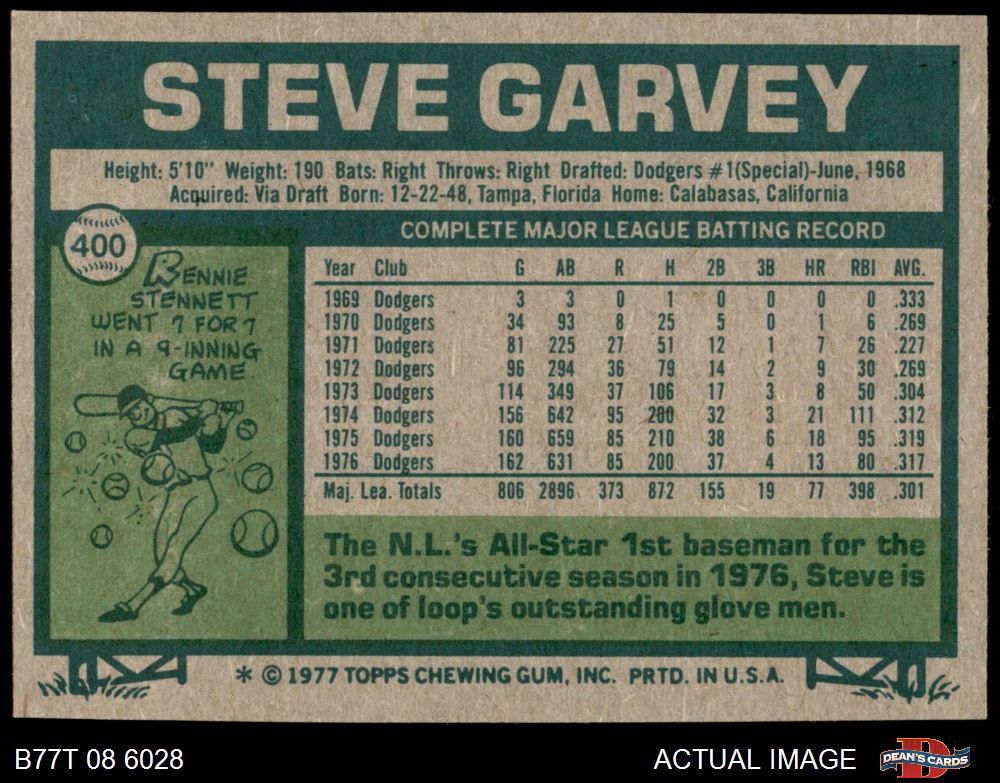 STEVE GARVEY
Height: 5'10" Weight: 190 Bats: Right Throws: Right Drafted: Dodgers #1(Special)-June, 1968
Acquired: Via Draft Born: 12-22-48, Tampa, Florida Home: Calabasas, California
400
RENNIE
STENNETT
WENT 7 FOR 7
IN A 9-INNING
GAME.
COMPLETE MAJOR LEAGUE BATTING RECORD
Year Club G AB R H 2B 3B HR RBI AVG.
1969 Dodgers 3 3 0 1 0 0 0 0 .333
1970 Dodgers 34 93 8 25 5 0 1 6 .269
1971 Dodgers 81 225 27 51 12 1 7 26 .227
1972 Dodgers 96 294 36 79 14 2 9 30 .269
1973 Dodgers 114 349 37 106 17 3 8 50 .304
1974 Dodgers 156 642 95 200 32 3 21 111 .312
1975 Dodgers 160 659 85 210 38 6 18 95 .319
1976 Dodgers 162 631 85 200 37 4 13 80 .317
Maj. Lea. Totals 806 2896 373 872 155 19 77 398 .301
The N.L.'s All-Star 1st baseman for the
3rd consecutive season in 1976, Steve is
one of loop's outstanding glove men.
* © 1977 TOPPS CHEWING GUM, INC. PRTD. IN U.S.A.
B77T 08 6028
ACTUAL IMAGE
DEAN'S CARDS